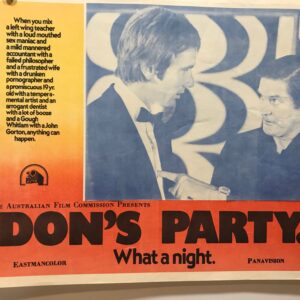 When you mix
a left wing teacher
with a loud mouthed
sex maniac and
a mild mannered
accountant with a
failed philosopher
and a frustrated wife
with a drunken
pornographer and
a promiscuous 19 yr.
old with a tempera-
mental artist and an
arrogant dentist
with a lot of booze
and a Gough
Whitlam with a John
Gorton, anything can
happen.
E AUSTRALIAN FILM COMMISSION PRESENTS
DON'S PARTY.
What a night.
EASTMANCOLOR
PANAVISION